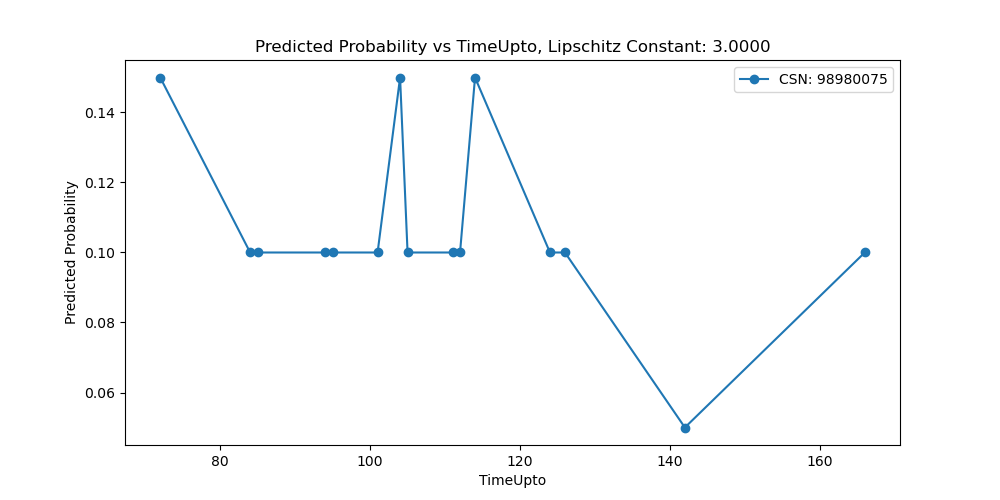 Predicted Probability vs TimeUpto, Lipschitz Constant: 3.0000
CSN: 98980075
Predicted Probability
0.14
0.12
0.10
0.08
0.06
80 100 120 140 160
TimeUpto